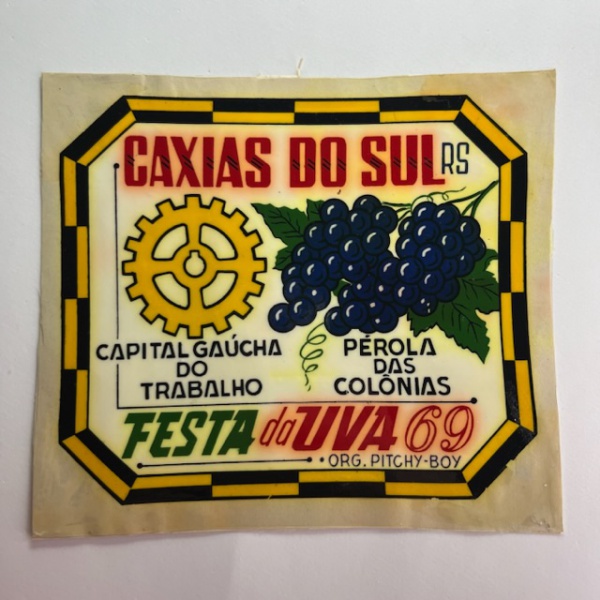 CAXIAS DO SUL RS
CAPITAL GAÚCHA
DO
TRABALHO
PÉROLA
DAS
COLÔNIAS
FESTA da UVA 69
• ORG. PITCHY-BOY